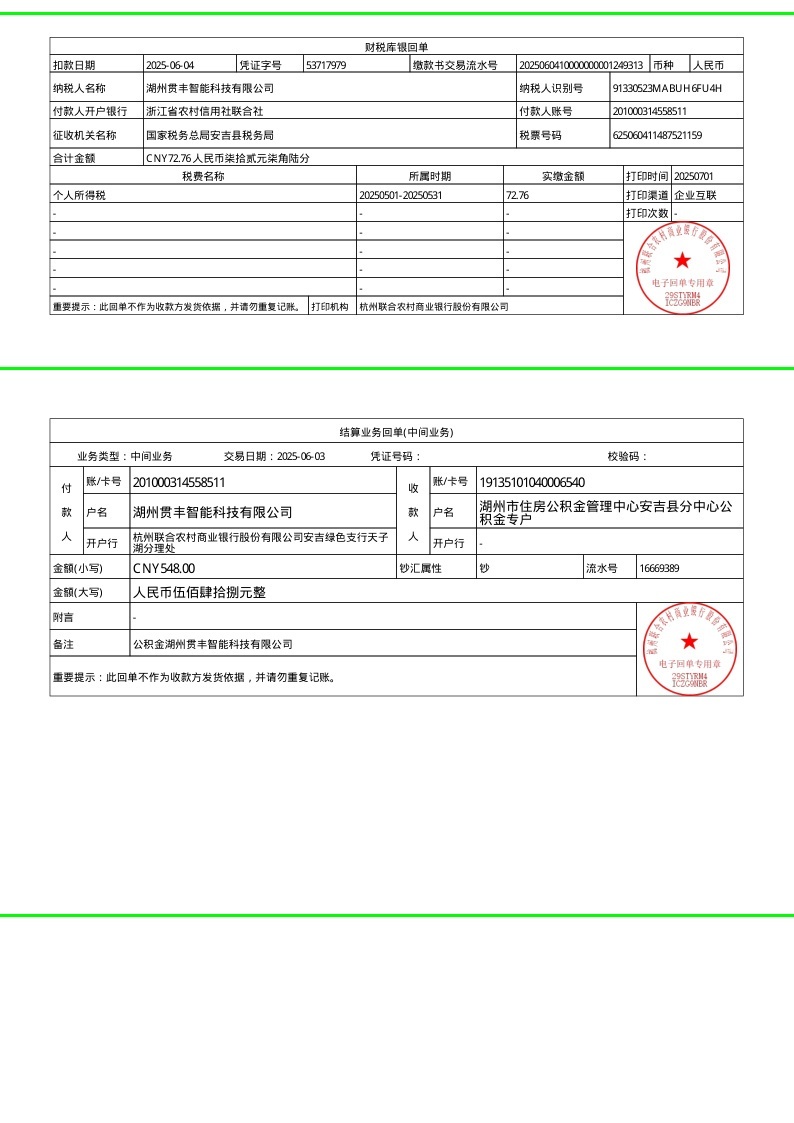 财税库银回单
扣款日期 2025-06-04 凭证字号 53717979 缴款书交易流水号 2025060410000000001249313 币种 人民币
纳税人名称 湖州贯丰智能科技有限公司 纳税人识别号 91330523MABUH6FU4H
付款人开户银行 浙江省农村信用社联合社 付款人账号 201000314558511
征收机关名称 国家税务总局安吉县税务局 税票号码 625060411487521159
合计金额 CNY72.76 人民币柒拾贰元柒角陆分
税费名称 所属时期 实缴金额 打印时间 20250701
个人所得税 20250501-20250531 72.76 打印渠道 企业互联
- - - 打印次数 -
- - -
- - -
- - -
- - -
杭州联合农村商业银行股份有限公司
电子回单专用章
29STYRM4
ICZG9NBR
重要提示：此回单不作为收款方发货依据，并请勿重复记账。 打印机构 杭州联合农村商业银行股份有限公司
结算业务回单(中间业务)
业务类型：中间业务 交易日期：2025-06-03 凭证号码： 校验码：
付款人 账/卡号 201000314558511 收款人 账/卡号 19135101040006540
户名 湖州贯丰智能科技有限公司 户名 湖州市住房公积金管理中心安吉县分中心公
积金专户
开户行 杭州联合农村商业银行股份有限公司安吉绿色支行天子
湖分理处 开户行 -
金额(小写) CNY548.00 钞汇属性 钞 流水号 16669389
金额(大写) 人民币伍佰肆拾捌元整
附言 -
备注 公积金湖州贯丰智能科技有限公司
重要提示：此回单不作为收款方发货依据，并请勿重复记账。
杭州联合农村商业银行股份有限公司
电子回单专用章
29STYRM4
ICZG9NBR